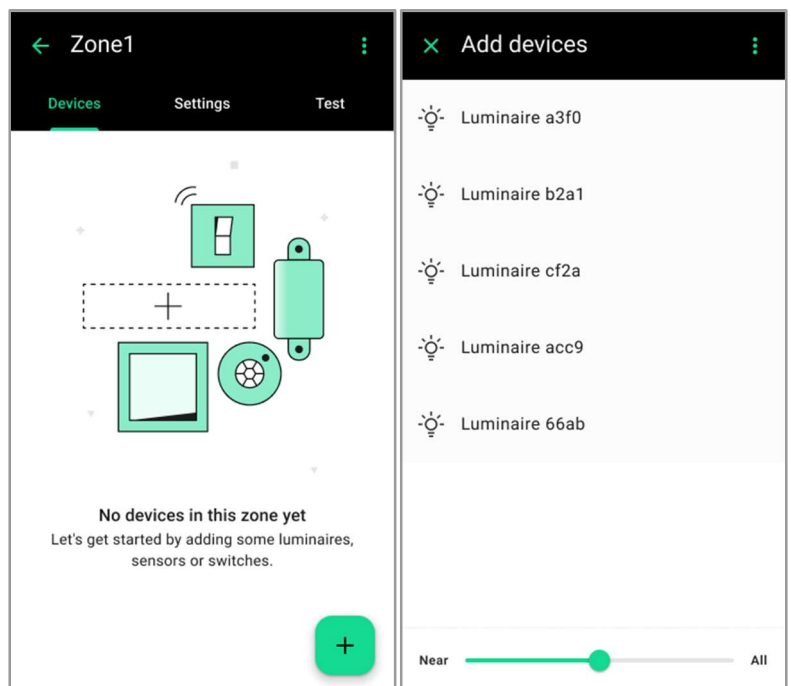 Zone1
Devices Settings Test
No devices in this zone yet
Let's get started by adding some luminaires,
sensors or switches.
Add devices
Luminaire a3f0
Luminaire b2a1
Luminaire cf2a
Luminaire acc9
Luminaire 66ab
Near All